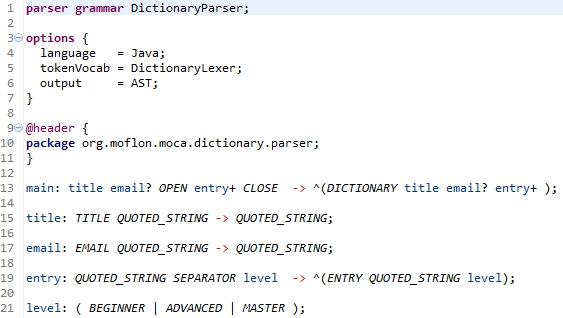 1 parser grammar DictionaryParser;
2
3 options {
4 language = Java;
5 tokenVocab = DictionaryLexer;
6 output = AST;
7 }
8
9 @header {
10 package org.moflon.moca.dictionary.parser;
11 }
12
13 main: title email? OPEN entry+ CLOSE -> ^(DICTIONARY title email? entry+ );
14
15 title: TITLE QUOTED_STRING -> QUOTED_STRING;
16
17 email: EMAIL QUOTED_STRING -> QUOTED_STRING;
18
19 entry: QUOTED_STRING SEPARATOR level -> ^(ENTRY QUOTED_STRING level);
20
21 level: ( BEGINNER | ADVANCED | MASTER );